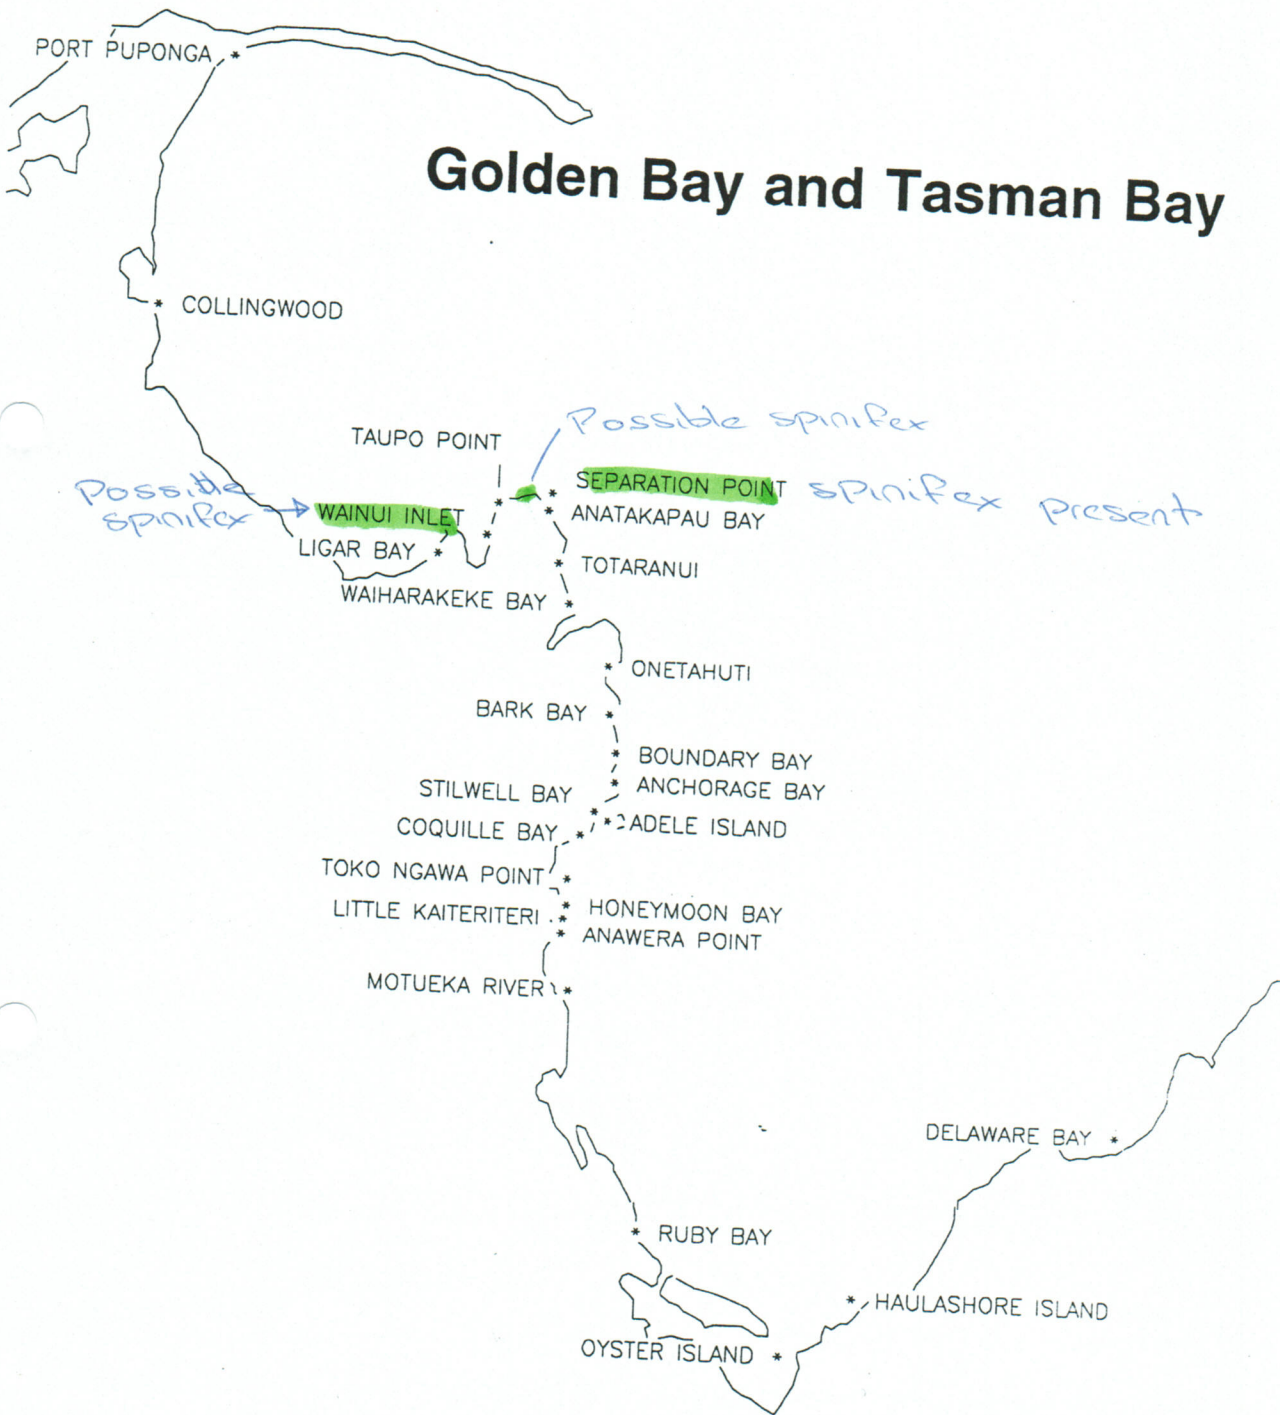 PORT PUPONGA
Golden Bay and Tasman Bay
COLLINGWOOD
Possible spinifex
TAUPO POINT
SEPARATION POINT spinifex present
Possible
spinifex
WAINUI INLET
ANATAKAPAU BAY
LIGAR BAY
TOTARANUI
WAIHARAKEKE BAY
ONETAHUTI
BARK BAY
BOUNDARY BAY
STILWELL BAY
ANCHORAGE BAY
COQUILLE BAY
ADELE ISLAND
TOKO NGAWA POINT
LITTLE KAITERITERI
HONEYMOON BAY
ANAWERA POINT
MOTUEKA RIVER
DELAWARE BAY
RUBY BAY
HAULASHORE ISLAND
OYSTER ISLAND